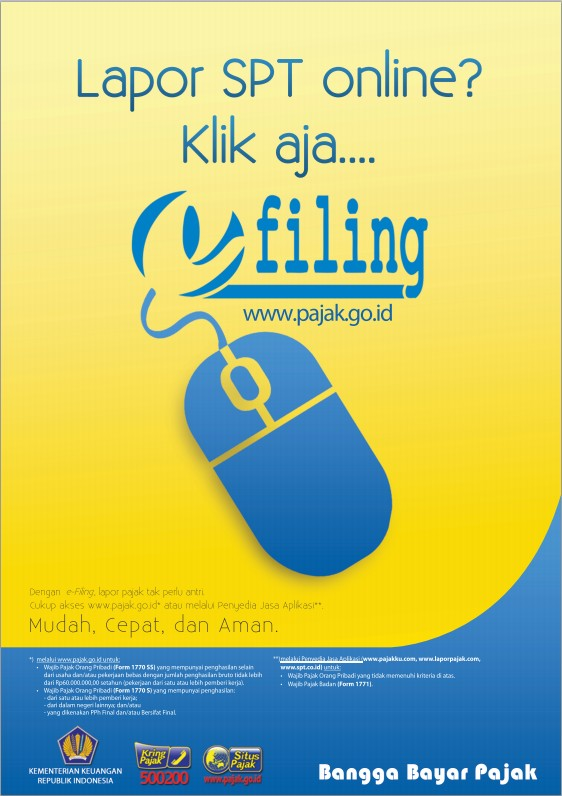 Lapor SPT online?
Klik aja....
e filing
www.pajak.go.id
Dengan e-Filing, lapor pajak tak perlu antri.
Cukup akses www.pajak.go.id* atau melalui Penyedia Jasa Aplikasi**.
Mudah, Cepat, dan Aman.
*) melalui www.pajak.go.id untuk:
• Wajib Pajak Orang Pribadi (Form 1770 SS) yang mempunyai penghasilan selain
dari usaha dan/atau pekerjaan bebas dengan jumlah penghasilan bruto tidak lebih
dari Rp60.000.000,00 setahun (pekerjaan dari satu atau lebih pemberi kerja).
• Wajib Pajak Orang Pribadi (Form 1770 S) yang mempunyai penghasilan:
- dari satu atau lebih pemberi kerja;
- dari dalam negeri lainnya; dan/atau
- yang dikenakan PPh Final dan/atau Bersifat Final.
**) melalui Penyedia Jasa Aplikasi (www.pajakku.com, www.laporpajak.com,
www.spt.co.id) untuk:
• Wajib Pajak Orang Pribadi yang tidak memenuhi kriteria di atas.
• Wajib Pajak Badan (Form 1771).
KEMENTERIAN KEUANGAN
REPUBLIK INDONESIA
Kring
Pajak
500200
Situs
Pajak
www.pajak.go.id
Bangga Bayar Pajak